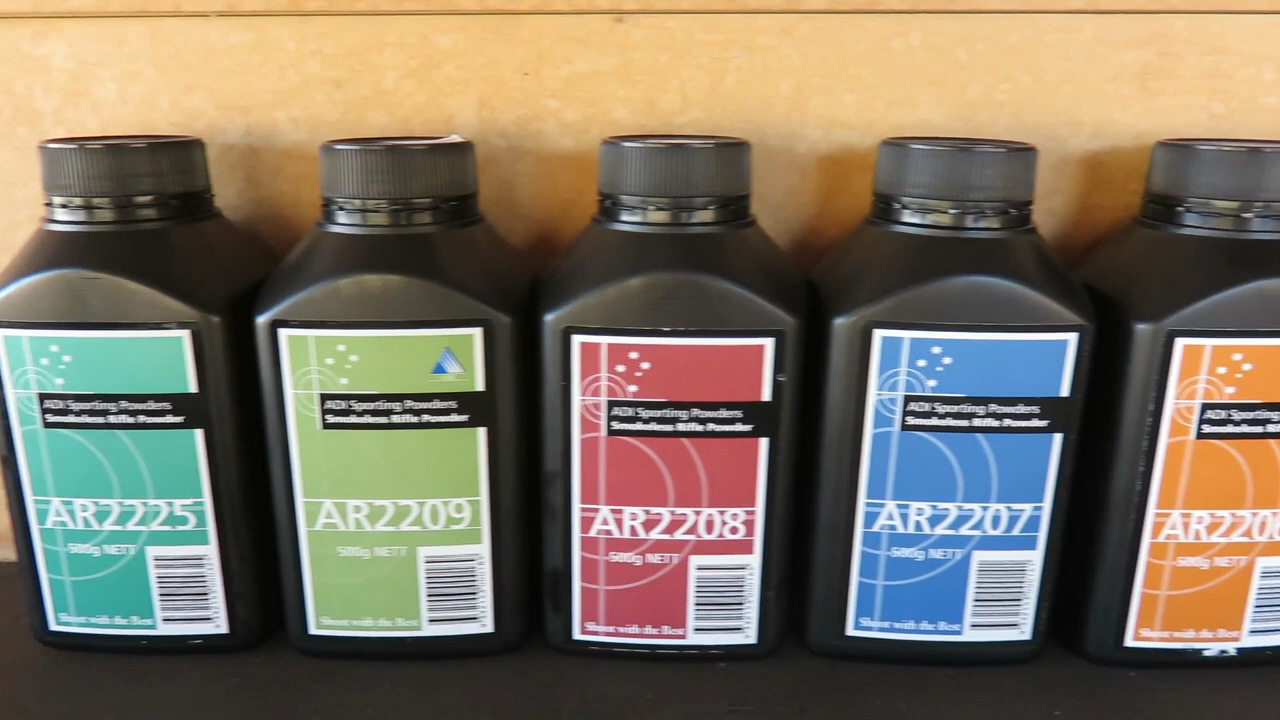 ADI Sporting Powders
Smokeless Rifle Powder
AR2225
500g NETT
Shoot with the Best
ADI Sporting Powders
Smokeless Rifle Powder
AR2209
500g NETT
Shoot with the Best
ADI Sporting Powders
Smokeless Rifle Powder
AR2208
500g NETT
Shoot with the Best
ADI Sporting Powders
Smokeless Rifle Powder
AR2207
500g NETT
Shoot with the Best
ADI Sporting
Smokeless
AR220
500g NETT
Shoot with the Best